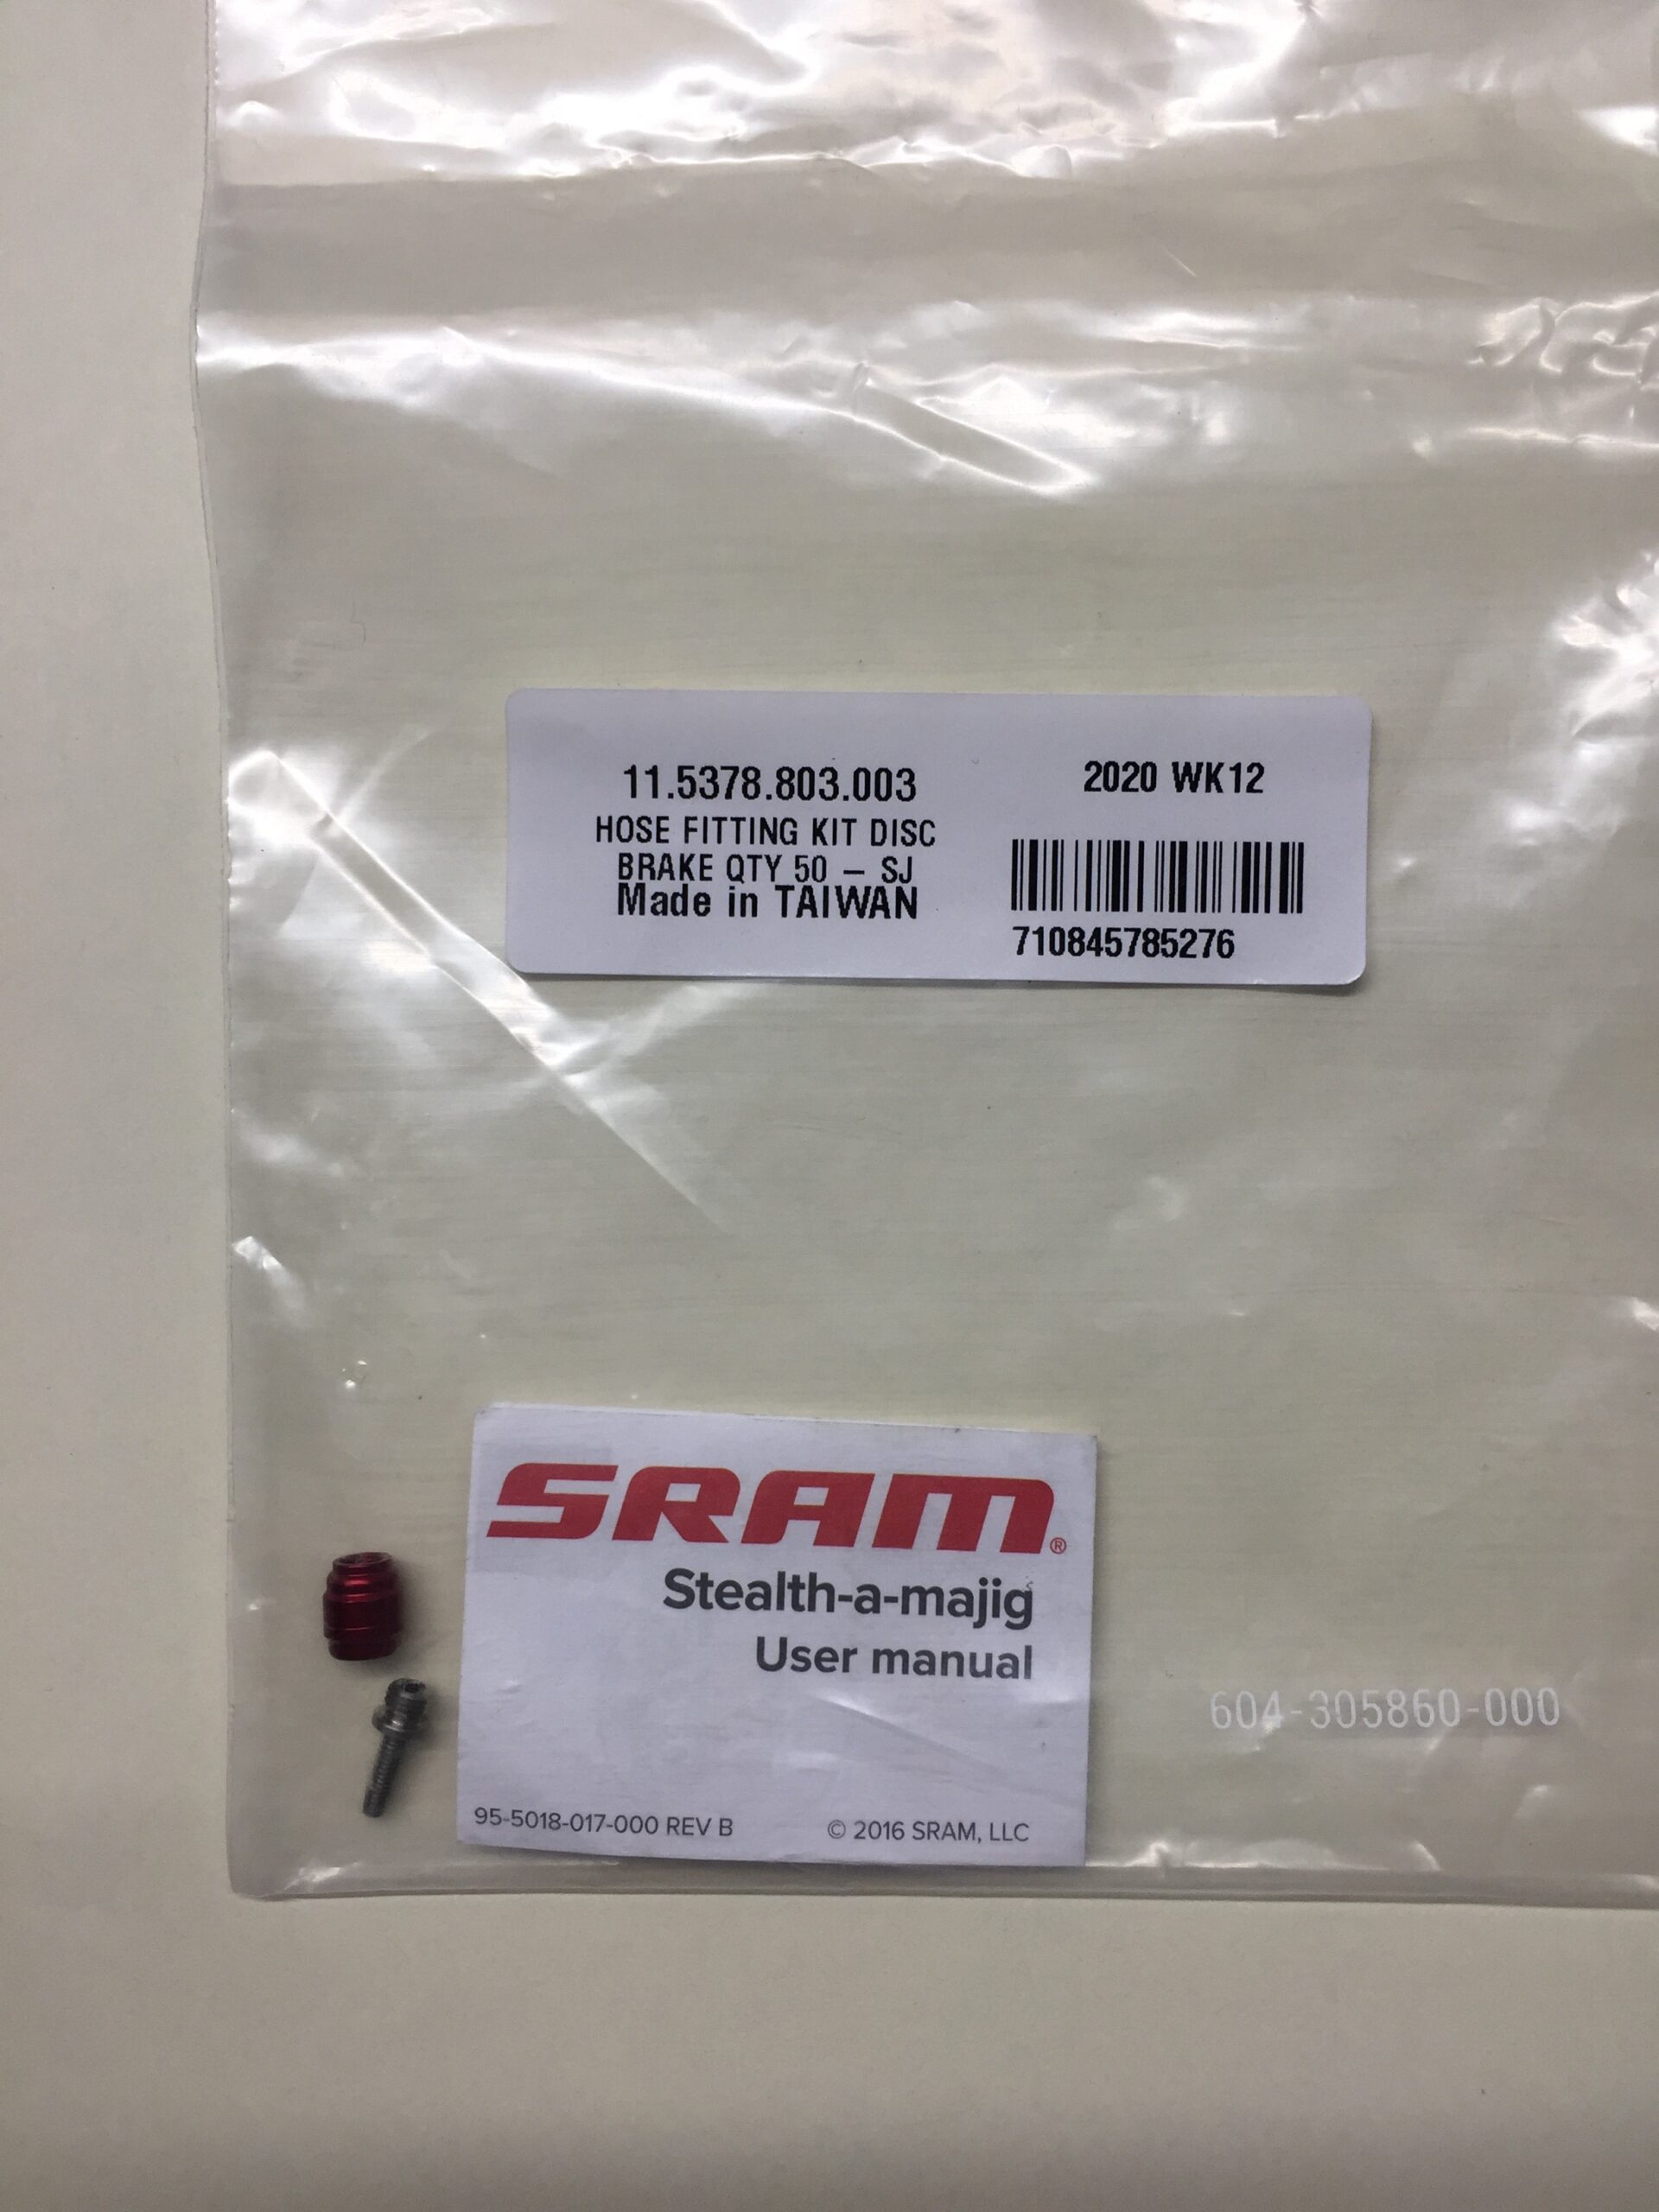 11.5378.803.003
HOSE FITTING KIT DISC
BRAKE QTY 50 – SJ
Made in TAIWAN
2020 WK12
710845785276
SRAM®
Stealth-a-majig
User manual
95-5018-017-000 REV B
© 2016 SRAM, LLC
604-305860-000